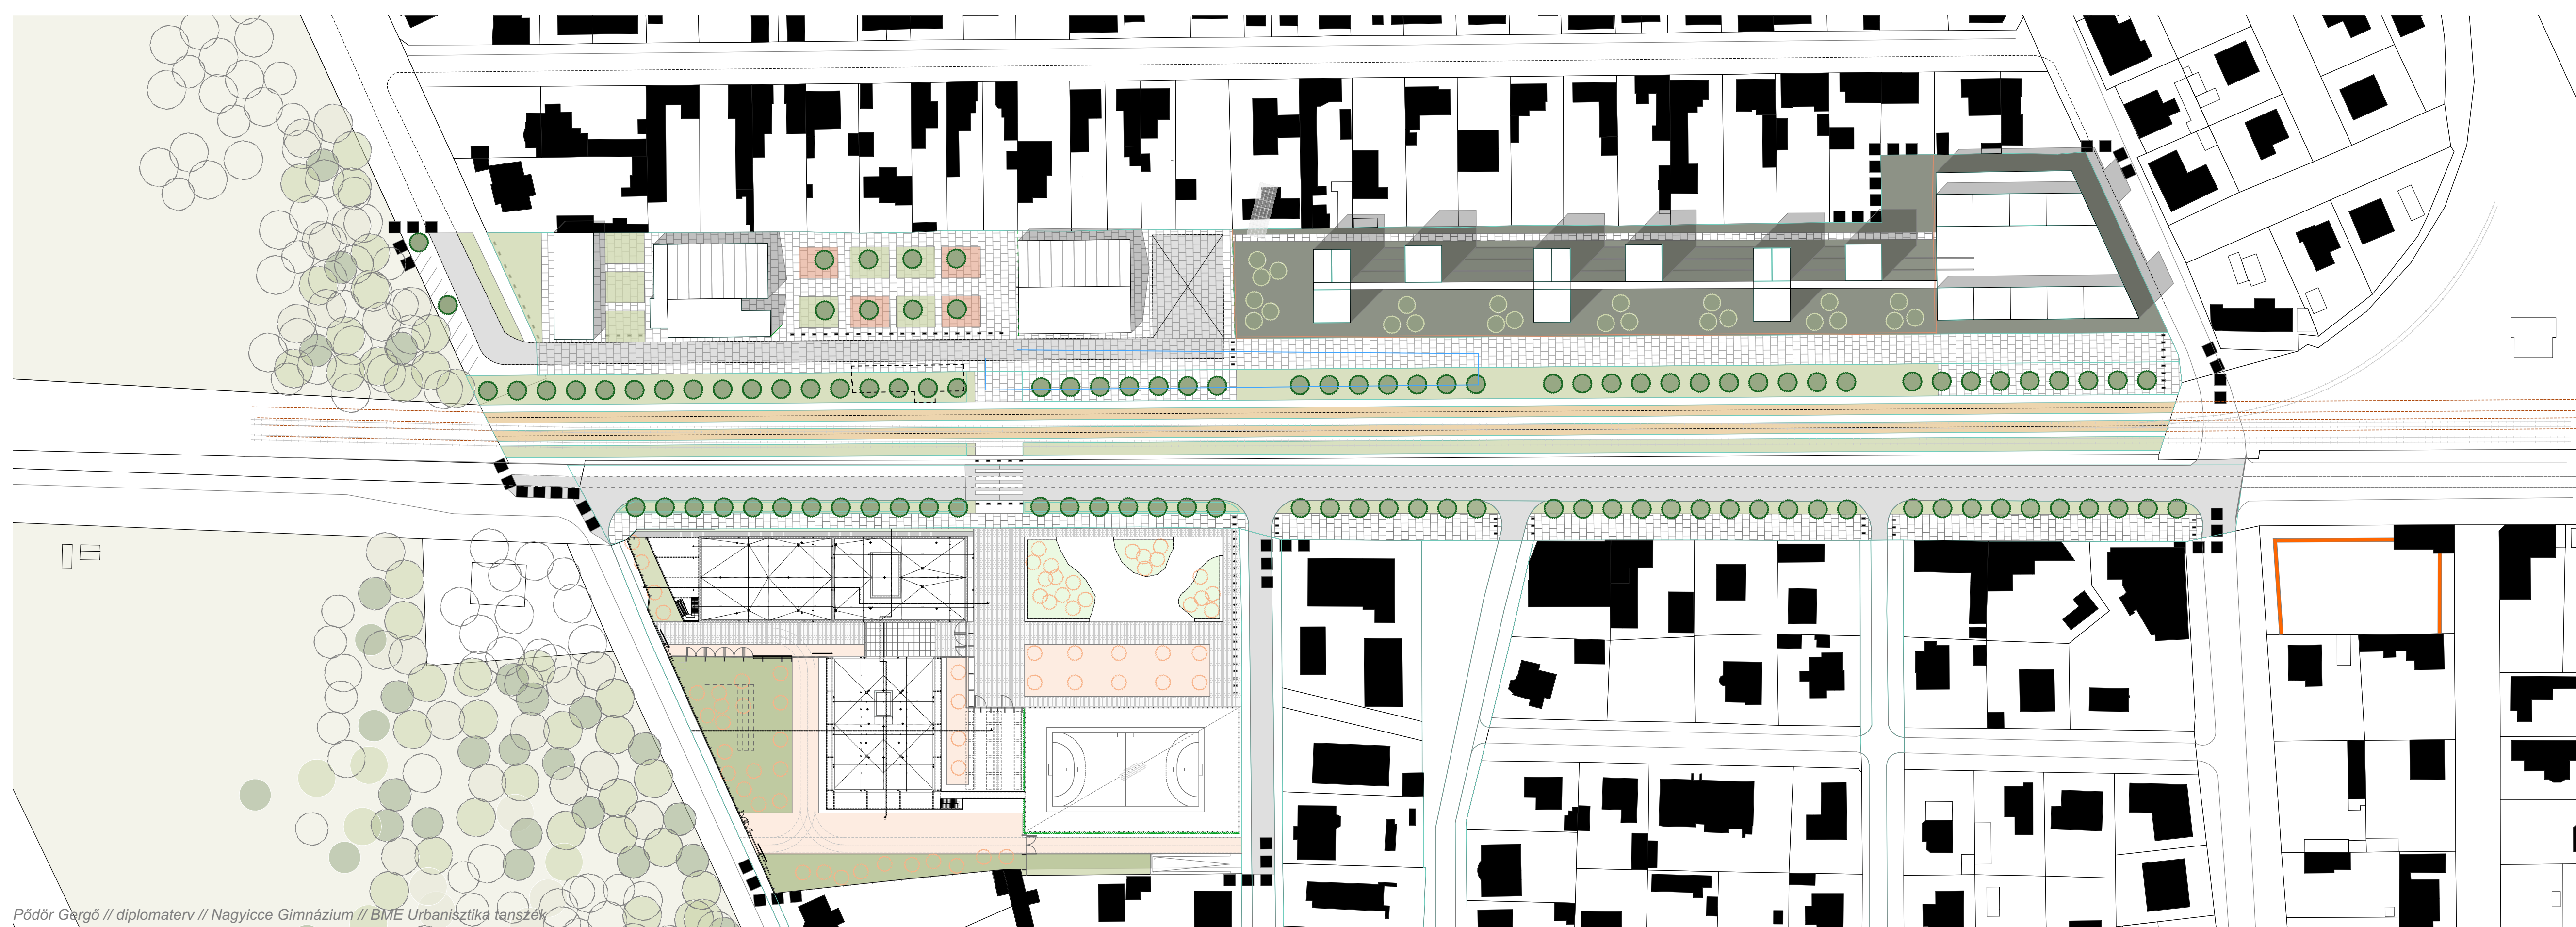 Pődör Gergő // diplomaterv // Nagyicce Gimnázium // BME Urbanisztika tanszék